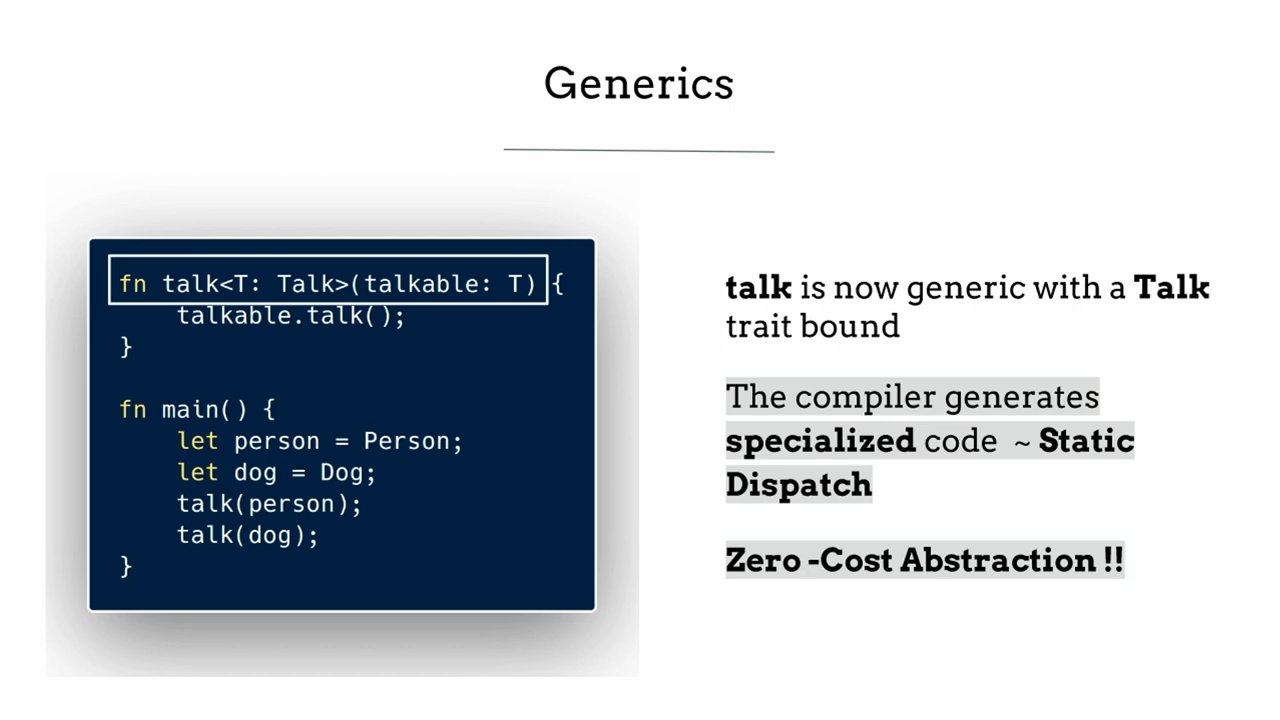 Generics
fn talk<T: Talk>(talkable: T) {
    talkable.talk();
}
fn main() {
    let person = Person;
    let dog = Dog;
    talk(person);
    talk(dog);
}
talk is now generic with a Talk
trait bound
The compiler generates
specialized code ~ Static
Dispatch
Zero -Cost Abstraction !!